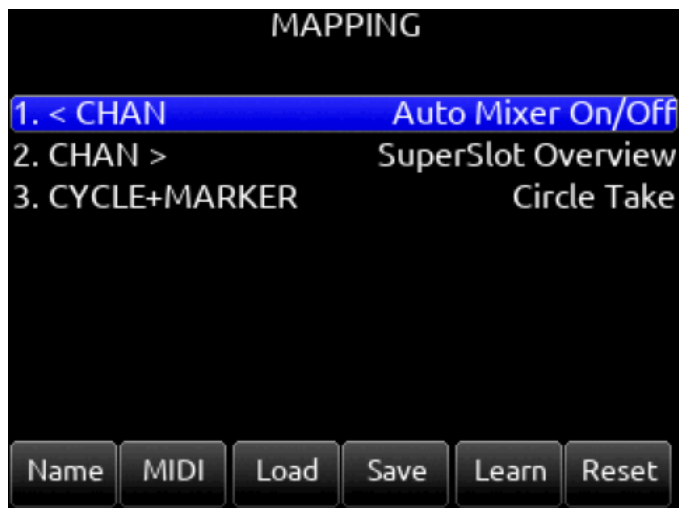 MAPPING
1. < CHAN Auto Mixer On/Off
2. CHAN > SuperSlot Overview
3. CYCLE+MARKER Circle Take
Name MIDI Load Save Learn Reset